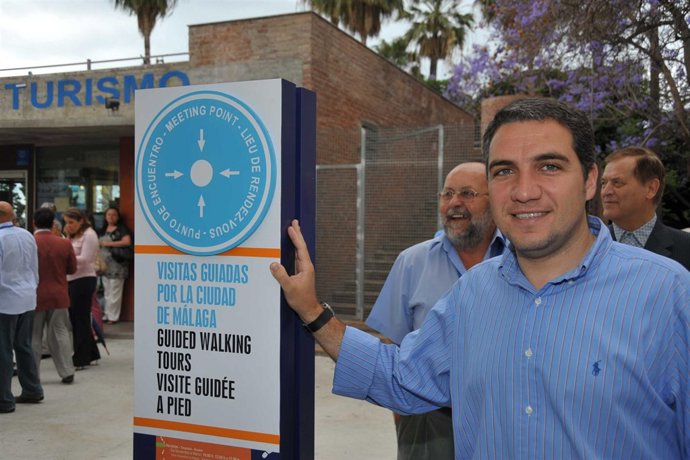 TURISMO
MEETING POINT - LIEU DE RENDEZ-VOUS - PUNTO DE ENCUENTRO -
VISITAS GUIADAS
POR LA CIUDAD
DE MÁLAGA
GUIDED WALKING
TOURS
VISITE GUIDÉE
A PIED